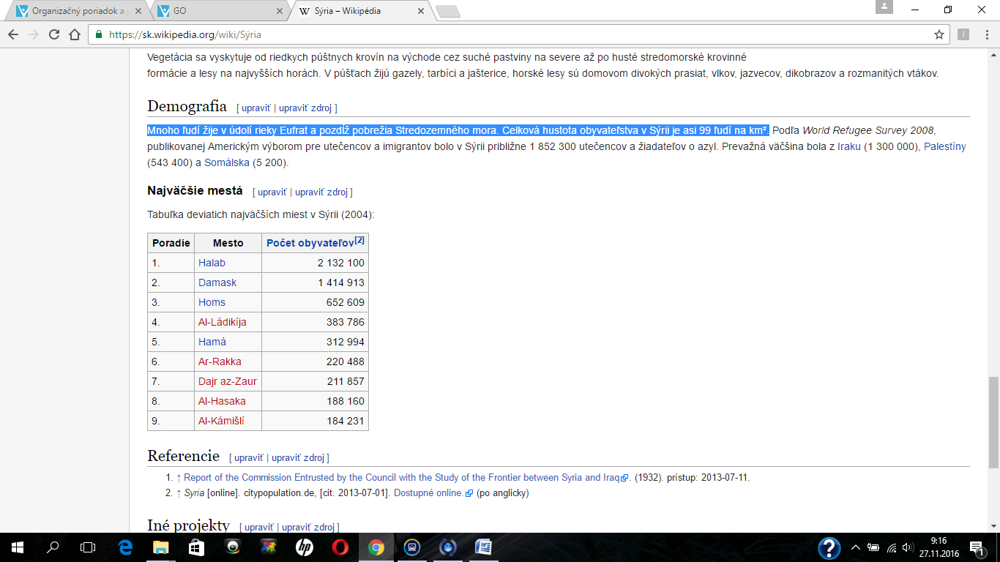 Organizačný poriadok a
GO
Sýria – Wikipédia
https://sk.wikipedia.org/wiki/Sýria
Vegetácia sa vyskytuje od riedkych púštnych krovín na východe cez suché pastviny na severe až po husté stredomorské krovinné
formácie a lesy na najvyšších horách. V púšťach žijú gazely, tarbíci a jašterice, horské lesy sú domovom divokých prasiat, vlkov, jazvecov, dikobrazov a rozmanitých vtákov.
Demografia [ upraviť | upraviť zdroj ]
Mnoho ľudí žije v údolí rieky Eufrat a pozdĺž pobrežia Stredozemného mora. Celková hustota obyvateľstva v Sýrii je asi 99 ľudí na km². Podľa World Refugee Survey 2008,
publikovanej Americkým výborom pre utečencov a imigrantov bolo v Sýrii približne 1 852 300 utečencov a žiadateľov o azyl. Prevažná väčšina bola z Iraku (1 300 000), Palestíny
(543 400) a Somálska (5 200).
Najväčšie mestá [ upraviť | upraviť zdroj ]
Tabuľka deviatich najväčších miest v Sýrii (2004):
Poradie Mesto Počet obyvateľov[2]
1. Halab 2 132 100
2. Damask 1 414 913
3. Homs 652 609
4. Al-Ládikíja 383 786
5. Hamá 312 994
6. Ar-Rakka 220 488
7. Dajr az-Zaur 211 857
8. Al-Hasaka 188 160
9. Al-Kámišlí 184 231
Referencie [ upraviť | upraviť zdroj ]
1. ↑ Report of the Commission Entrusted by the Council with the Study of the Frontier between Syria and Iraq. (1932). prístup: 2013-07-11.
2. ↑ Syria [online]. citypopulation.de, [cit. 2013-07-01]. Dostupné online. (po anglicky)
Iné projekty [ upraviť | upraviť zdroj ]
9:16
27.11.2016
1